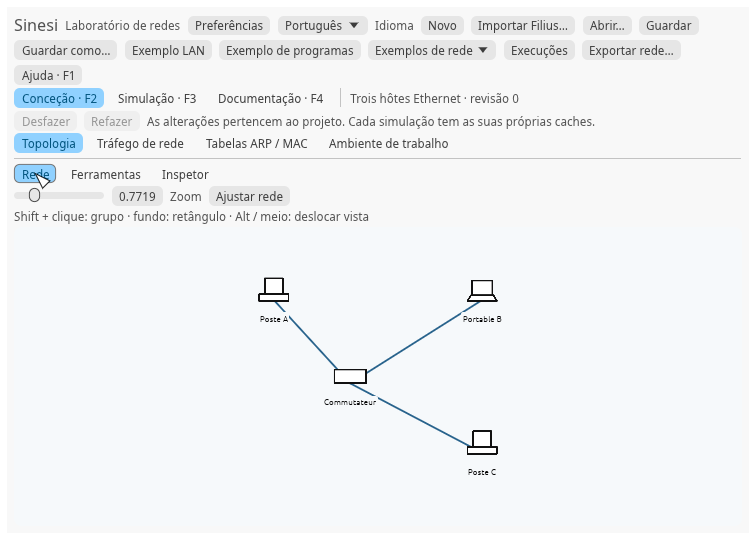 Sinesi Laboratório de redes Preferências Português Idioma Novo Importar Filius... Abrir... Guardar
Guardar como... Exemplo LAN Exemplo de programas Exemplos de rede Execuções Exportar rede...
Ajuda · F1
Conceção · F2 Simulação · F3 Documentação · F4 Trois hôtes Ethernet · revisão 0
Desfazer Refazer As alterações pertencem ao projeto. Cada simulação tem as suas próprias caches.
Topologia Tráfego de rede Tabelas ARP / MAC Ambiente de trabalho
Rede Ferramentas Inspetor
0.7719 Zoom Ajustar rede
Shift + clique: grupo · fundo: retângulo · Alt / meio: deslocar vista
Poste A
Portable B
Commutateur
Poste C